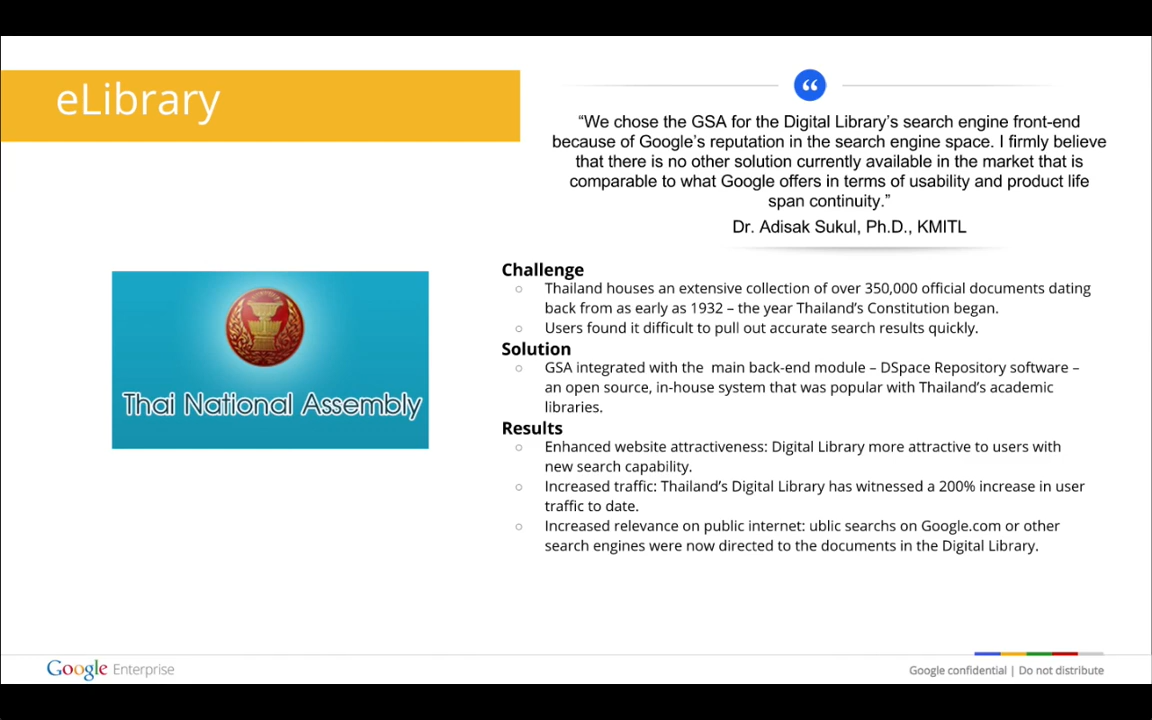 eLibrary
“We chose the GSA for the Digital Library’s search engine front-end
because of Google’s reputation in the search engine space. I firmly believe
that there is no other solution currently available in the market that is
comparable to what Google offers in terms of usability and product life
span continuity.”
Dr. Adisak Sukul, Ph.D., KMITL
Thai National Assembly
Challenge
○ Thailand houses an extensive collection of over 350,000 official documents dating
back from as early as 1932 – the year Thailand’s Constitution began.
○ Users found it difficult to pull out accurate search results quickly.
Solution
○ GSA integrated with the  main back-end module – DSpace Repository software –
an open source, in-house system that was popular with Thailand’s academic
libraries.
Results
○ Enhanced website attractiveness: Digital Library more attractive to users with
new search capability.
○ Increased traffic: Thailand’s Digital Library has witnessed a 200% increase in user
traffic to date.
○ Increased relevance on public internet: ublic searchs on Google.com or other
search engines were now directed to the documents in the Digital Library.
Google Enterprise
Google confidential | Do not distribute